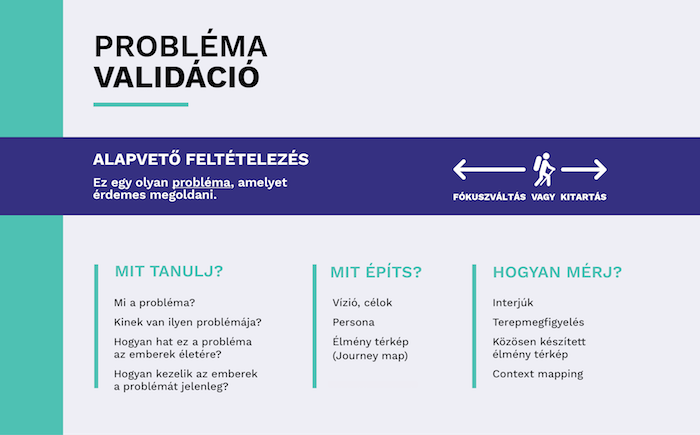 PROBLÉMA
VALIDÁCIÓ
ALAPVETŐ FELTÉTELEZÉS
Ez egy olyan probléma, amelyet
érdemes megoldani.
FÓKUSZVÁLTÁS VAGY KITARTÁS
MIT TANULJ?
Mi a probléma?
Kinek van ilyen problémája?
Hogyan hat ez a probléma
az emberek életére?
Hogyan kezelik az emberek
a problémát jelenleg?
MIT ÉPÍTS?
Vízió, célok
Persona
Élmény térkép
(Journey map)
HOGYAN MÉRJ?
Interjúk
Terepmegfigyelés
Közösen készített
élmény térkép
Context mapping